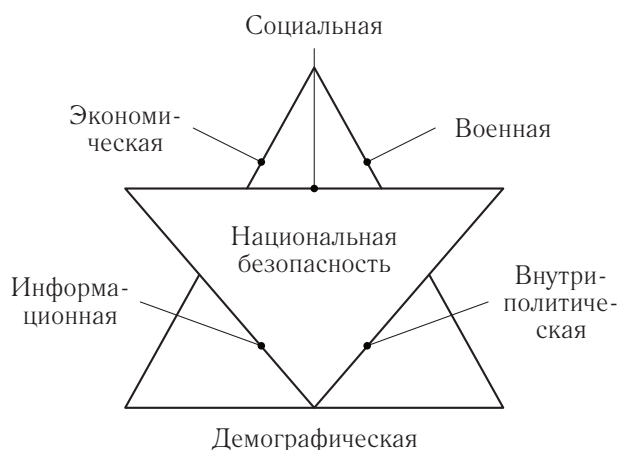 Социальная
Экономи-
ческая
Военная
Национальная
безопасность
Информа-
ционная
Внутри-
политиче-
ская
Демографическая